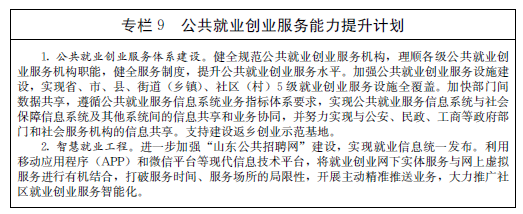 专栏9 公共就业创业服务能力提升计划
1. 公共就业创业服务体系建设。健全规范公共就业创业服务机构，理顺各级公共就业创
业服务机构职能，健全服务制度，提升公共就业创业服务水平。加强公共就业创业服务设施建
设，实现省、市、县、街道（乡镇）、社区（村）5级就业创业服务设施全覆盖。加快部门间
数据共享，遵循公共就业服务信息系统业务指标体系要求，实现公共就业服务信息系统与社会
保障信息系统及其他系统间的信息共享和业务协同，并努力实现与公安、民政、工商等政府部
门和社会服务机构的信息共享。支持建设返乡创业示范基地。
2. 智慧就业工程。进一步加强“山东公共招聘网”建设，实现就业信息统一发布。利用
移动应用程序（APP）和微信平台等现代信息技术平台，将就业创业网下实体服务与网上虚拟
服务进行有机结合，打破服务时间、服务场所的局限性，开展主动精准推送业务，大力推广社
区就业创业服务智能化。